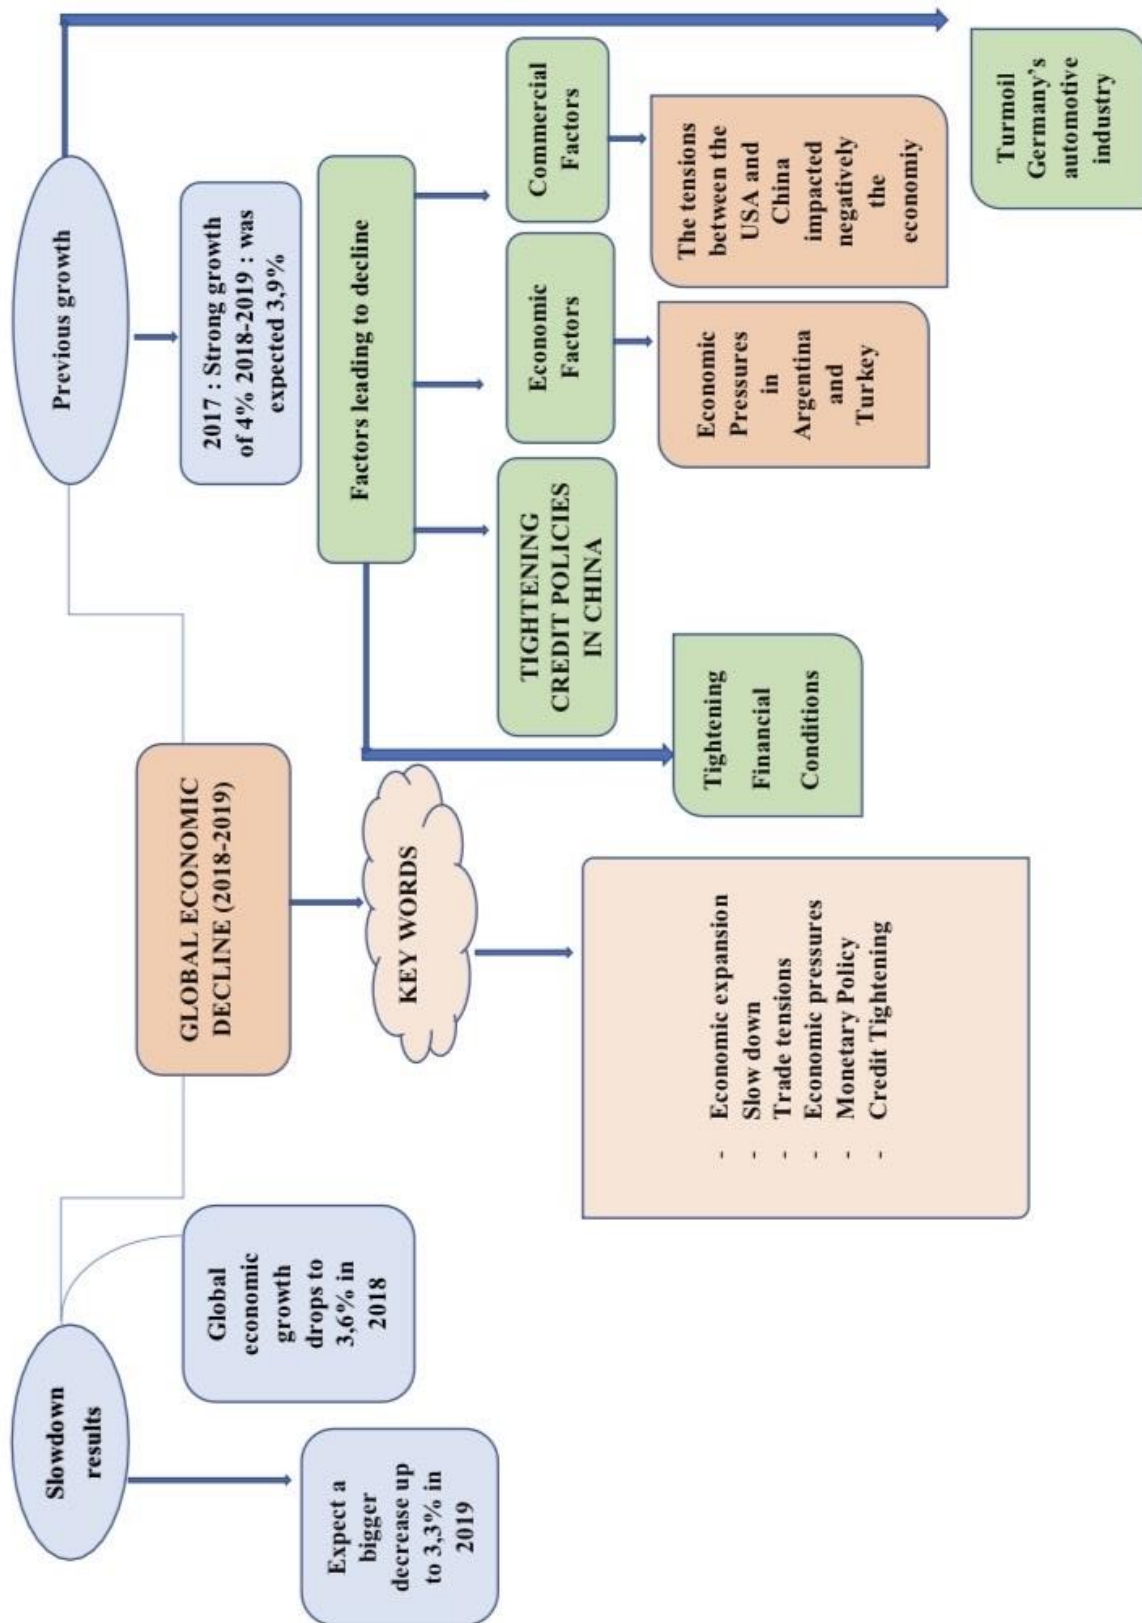 GLOBAL ECONOMIC
DECLINE (2018-2019)
Slowdown
results
Global
economic
growth
drops to
3,6% in
2018
Expect a
bigger
decrease up
to 3,3% in
2019
KEY WORDS
- Economic expansion
- Slow down
- Trade tensions
- Economic pressures
- Monetary Policy
- Credit Tightening
Previous growth
2017 : Strong growth
of 4% 2018-2019 : was
expected 3,9%
Factors leading to decline
Tightening
Financial
Conditions
TIGHTENING
CREDIT POLICIES
IN CHINA
Economic
Factors
Economic
Pressures
in
Argentina
and
Turkey
Commercial
Factors
The tensions
between the
USA and
China
impacted
negatively
the
economiy
Turmoil
Germany’s
automotive
industry